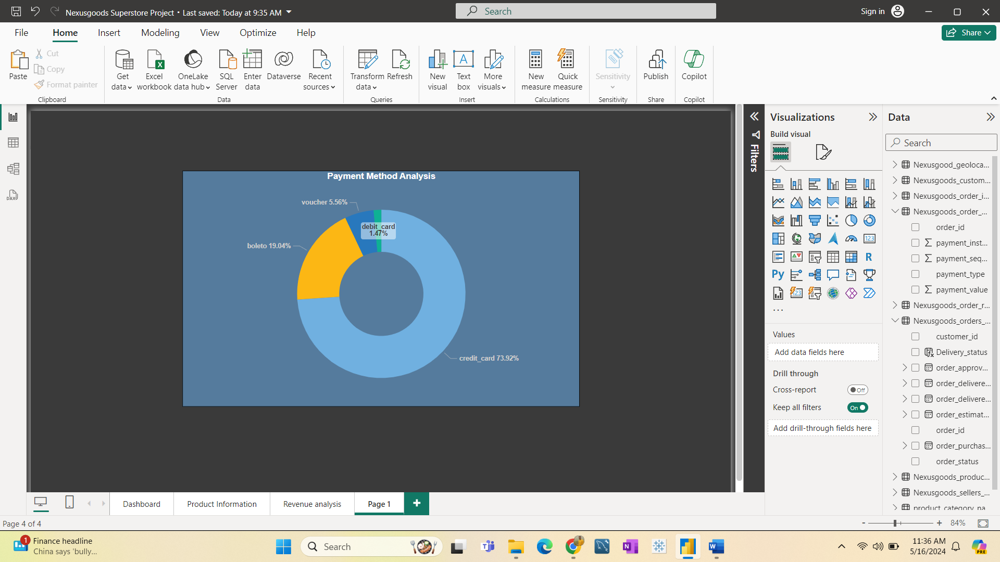 Nexusgoods Superstore Project • Last saved: Today at 9:35 AM
Search
Sign in
File
Home
Insert
Modeling
View
Optimize
Help
Share
Paste
Cut
Copy
Format painter
Clipboard
Get data
Excel workbook
OneLake data hub
SQL Server
Enter data
Dataverse
Recent sources
Data
Transform data
Refresh
Queries
New visual
Text box
More visuals
Insert
New measure
Quick measure
Calculations
Sensitivity
Sensitivity
Publish
Share
Copilot
Copilot
DAX
Payment Method Analysis
voucher 5.56%
debit_card
1.47%
boleto 19.04%
credit_card 73.92%
Filters
Visualizations
Build visual
123
R
Py
123
...
Values
Add data fields here
Drill through
Cross-report
Off
Keep all filters
On
Add drill-through fields here
Data
Search
Nexusgood_geoloca...
Nexusgoods_custom...
Nexusgoods_order_i...
Nexusgoods_order_...
order_id
payment_inst...
payment_seq...
payment_type
payment_value
Nexusgoods_order_r...
Nexusgoods_orders_...
customer_id
Delivery_status
order_approv...
order_delivere...
order_delivere...
order_estimat...
order_id
order_purchas...
order_status
Nexusgoods_produc...
Nexusgoods_sellers_...
product_category_na
Dashboard
Product Information
Revenue analysis
Page 1
+
Page 4 of 4
- + 84%
1
Finance headline
China says 'bully...
Search
11:36 AM
5/16/2024
PRE